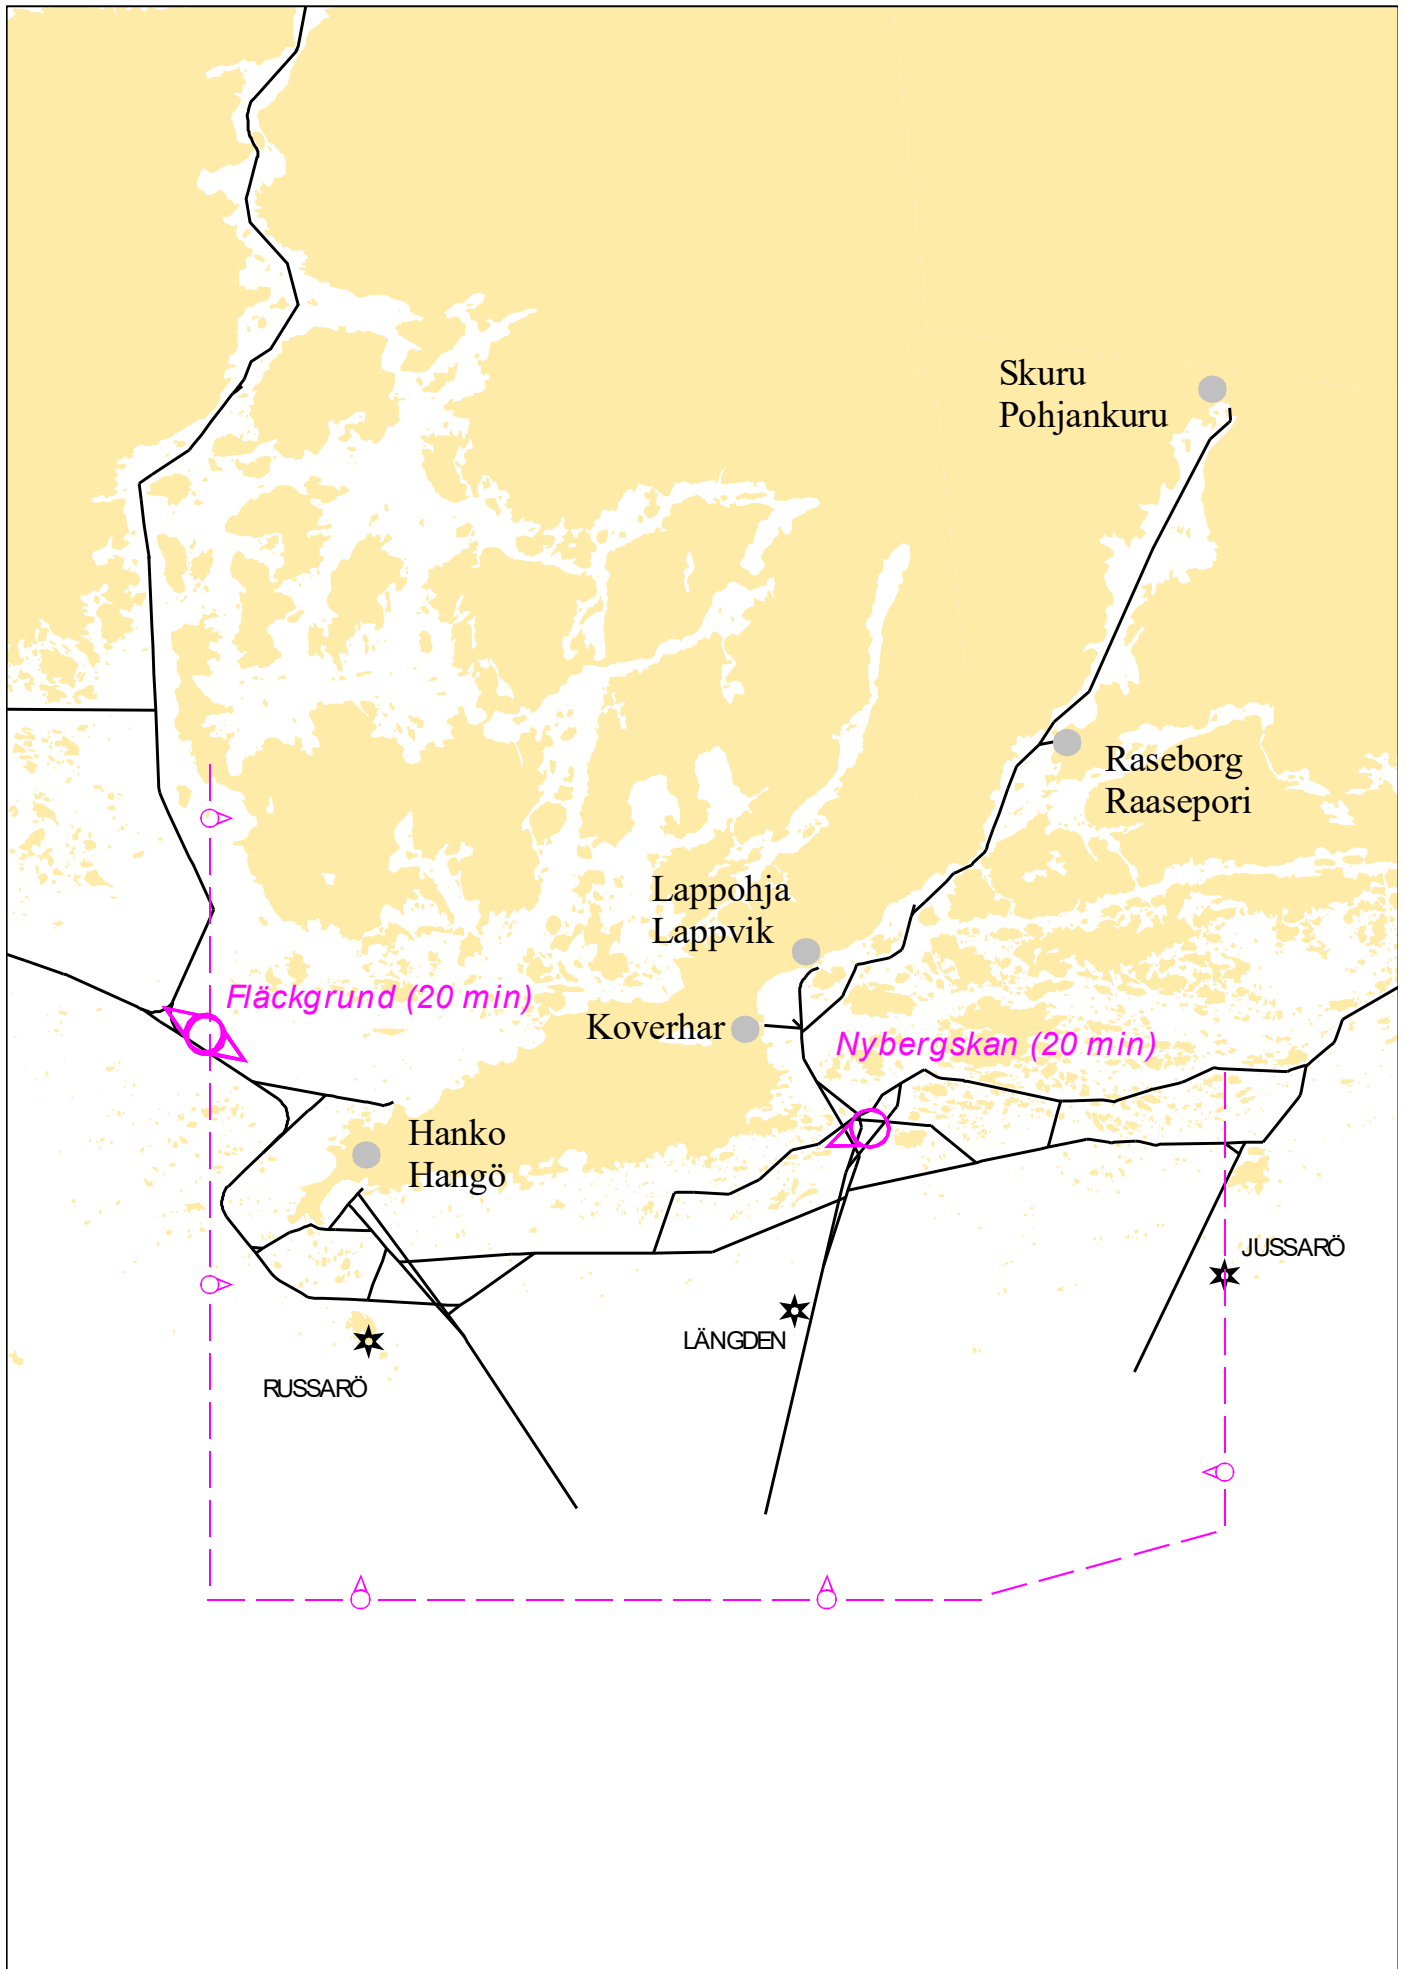 Skuru
Pohjankuru
Raseborg
Raasepori
Lappohja
Lappvik
Fläckgrund (20 min)
Koverhar
Nybergskan (20 min)
Hanko
Hangö
JUSSARÖ
LÄNGDEN
RUSSARÖ